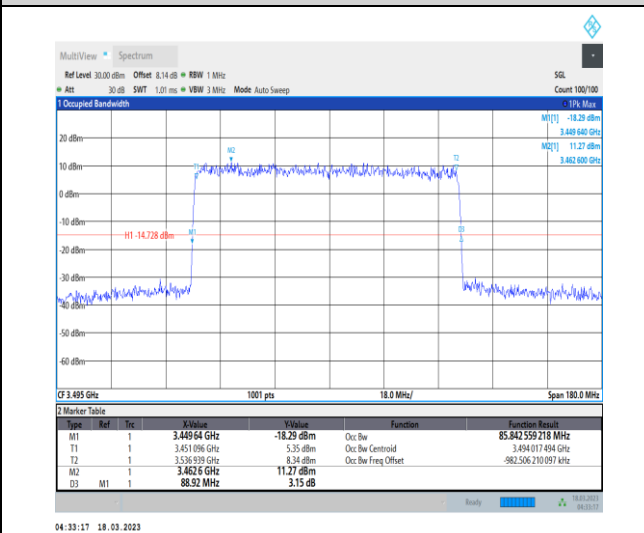 MultiView Spectrum
Ref Level 30.00 dBm Offset 8.14 dB RBW 1 MHz SGL
Att 30 dB SWT 1.01 ms VBW 3 MHz Mode Auto Sweep Count 100/100
1 Occupied Bandwidth 1Pk Max
M1[1] -18.29 dBm
3.449 640 GHz
M2[1] 11.27 dBm
3.462 600 GHz
20 dBm
M2
T2
10 dBm
T1
0 dBm
-10 dBm
M1
D3
H1 -14.728 dBm
-20 dBm
-30 dBm
-40 dBm
-50 dBm
-60 dBm
CF 3.495 GHz 1001 pts 18.0 MHz/ Span 180.0 MHz
2 Marker Table
Type Ref Trc X-Value Y-Value Function Function Result
M1 1 3.449 64 GHz -18.29 dBm Occ Bw 85.842 559 218 MHz
T1 1 3.451 096 GHz 5.35 dBm Occ Bw Centroid 3.494 017 494 GHz
T2 1 3.536 939 GHz 8.34 dBm Occ Bw Freq Offset -982.506 210 097 kHz
M2 1 3.462 6 GHz 11.27 dBm
D3 M1 1 88.92 MHz 3.15 dB
Ready 18.03.2023
04:33:17
04:33:17 18.03.2023